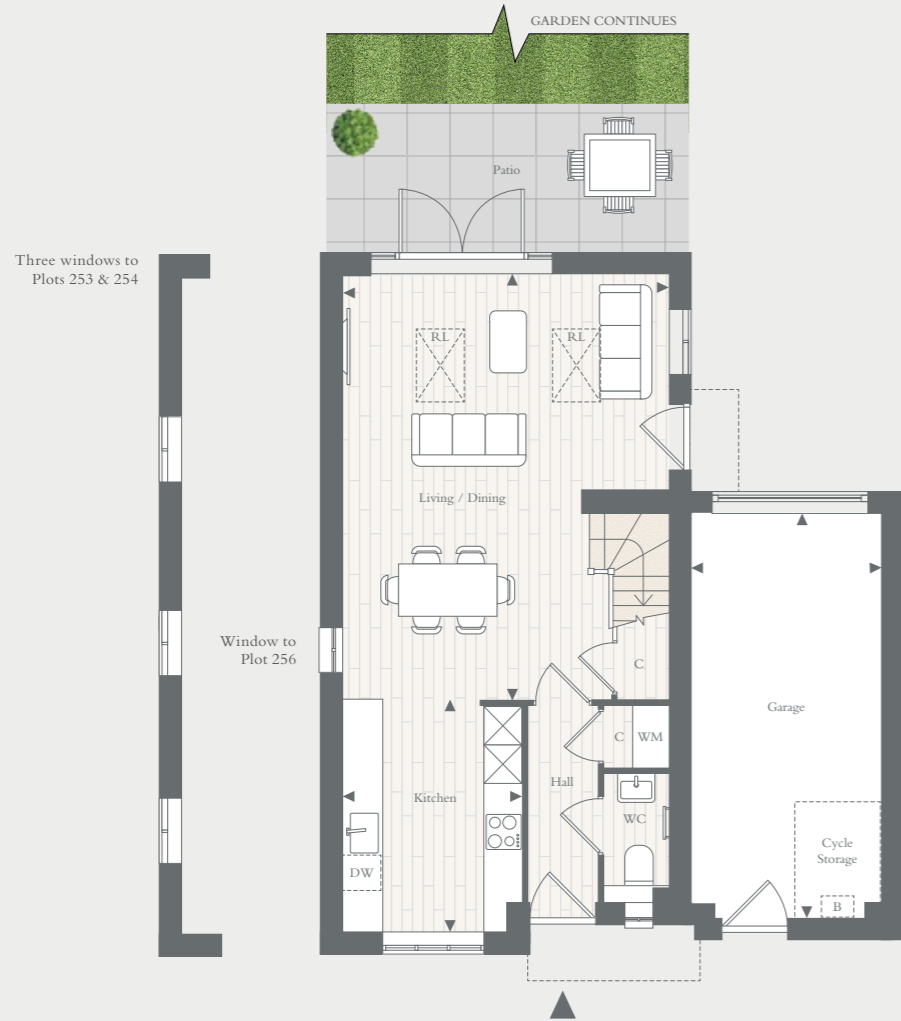 GARDEN CONTINUES
Patio
Three windows to
Plots 253 & 254
RL
RL
Living / Dining
Window to
Plot 256
C
Garage
C
WM
Hall
Kitchen
WC
Cycle
Storage
DW
B